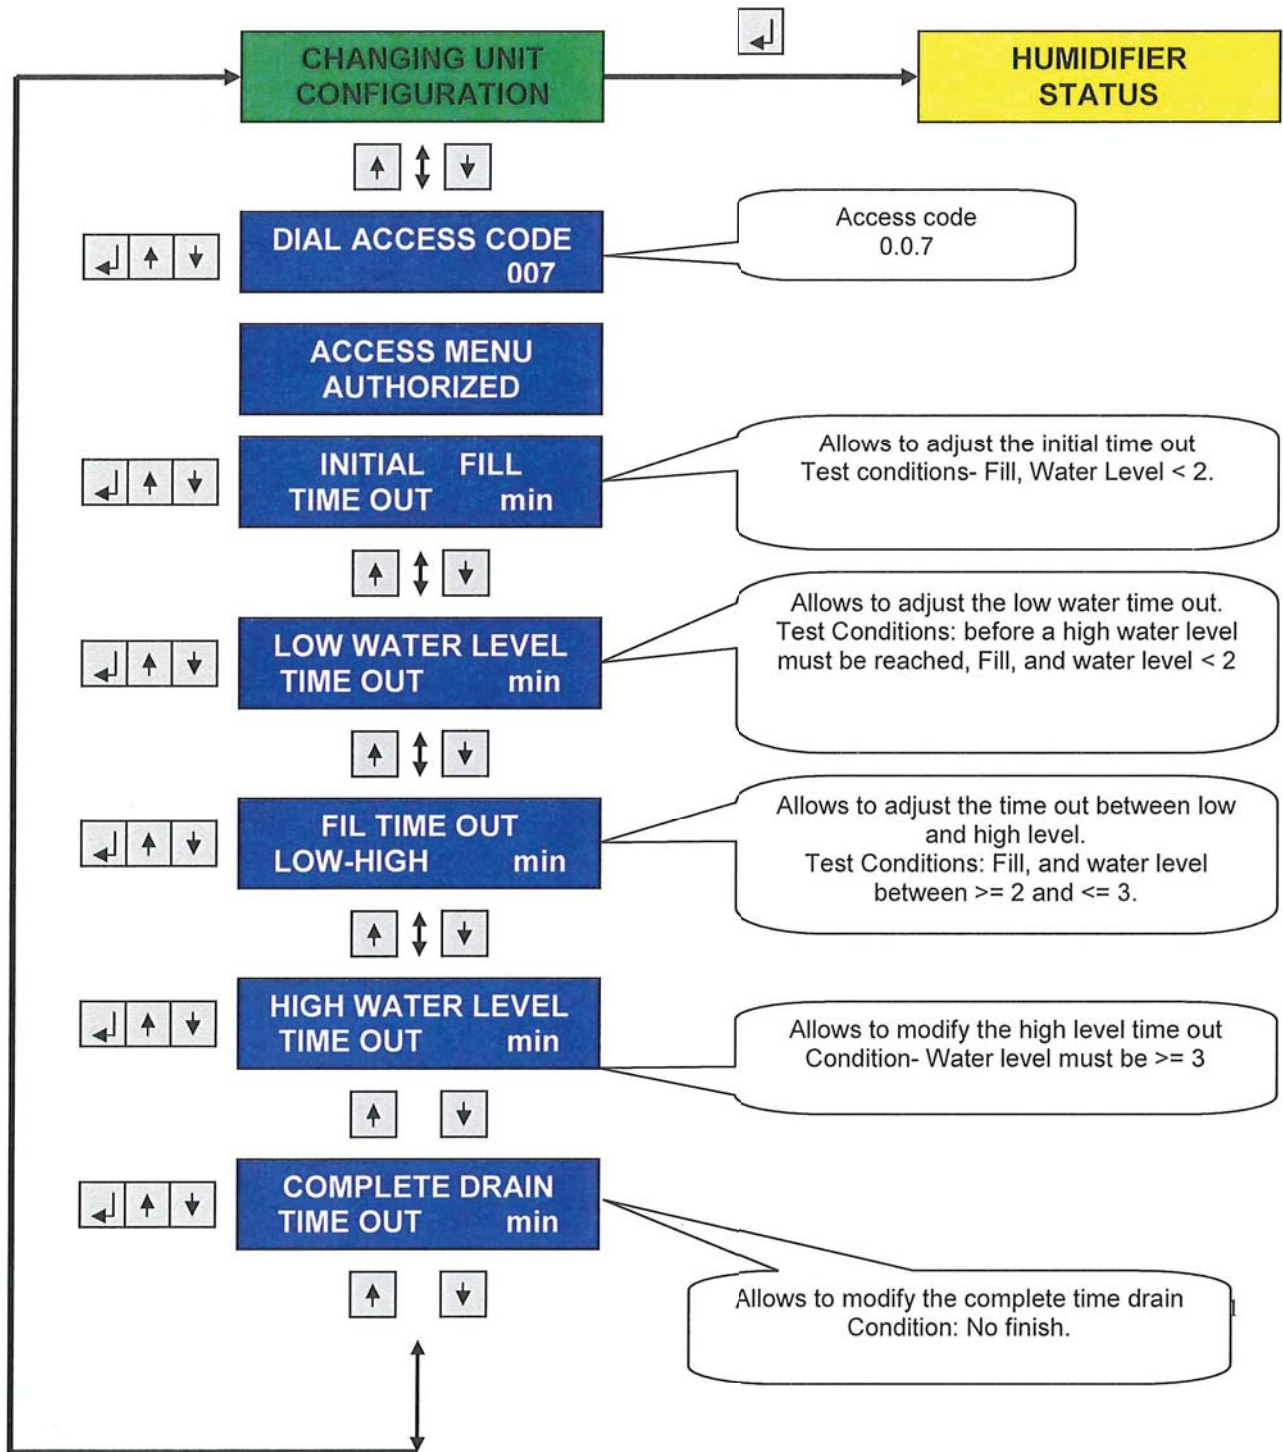 CHANGING UNIT
CONFIGURATION
HUMIDIFIER
STATUS
DIAL ACCESS CODE
007
Access code
0.0.7
ACCESS MENU
AUTHORIZED
INITIAL FILL
TIME OUT min
Allows to adjust the initial time out
Test conditions- Fill, Water Level < 2.
LOW WATER LEVEL
TIME OUT min
Allows to adjust the low water time out.
Test Conditions: before a high water level
must be reached, Fill, and water level < 2
FIL TIME OUT
LOW-HIGH min
Allows to adjust the time out between low
and high level.
Test Conditions: Fill, and water level
between >= 2 and <= 3.
HIGH WATER LEVEL
TIME OUT min
Allows to modify the high level time out
Condition- Water level must be >= 3
COMPLETE DRAIN
TIME OUT min
Allows to modify the complete time drain
Condition: No finish.